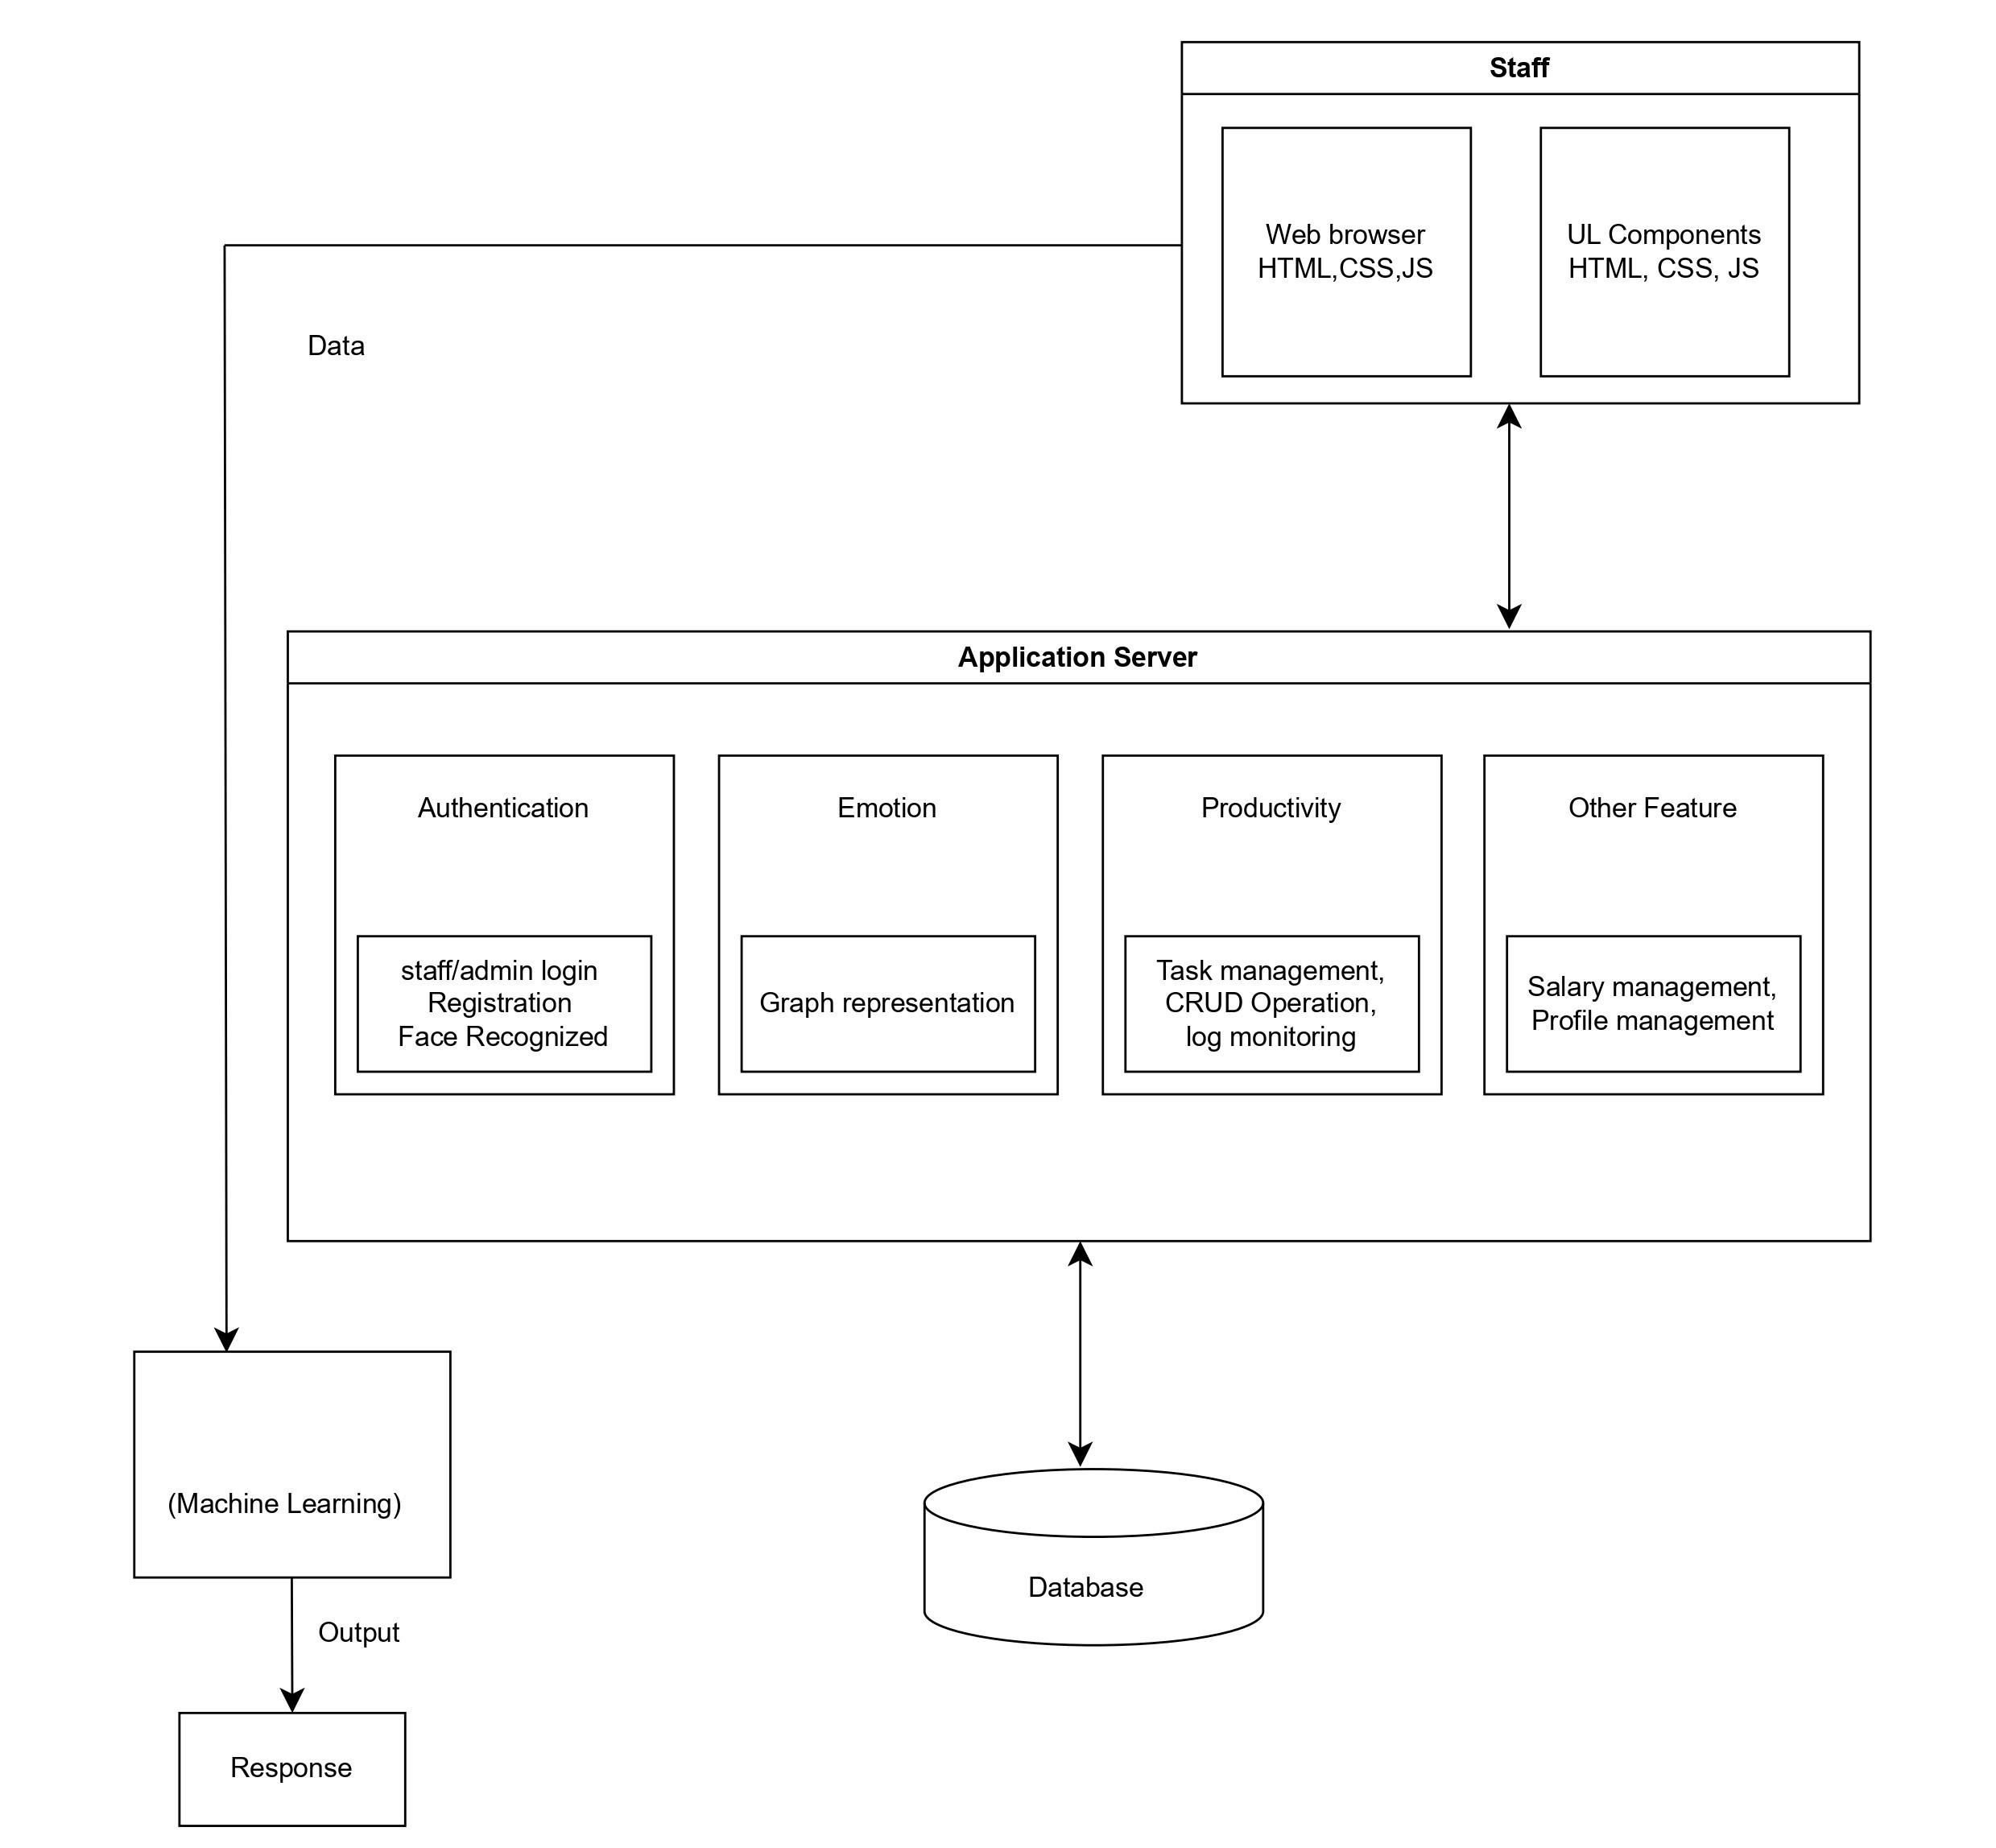 Staff
Web browser
HTML,CSS,JS
UL Components
HTML, CSS, JS
Data
Application Server
Authentication
staff/admin login
Registration
Face Recognized
Emotion
Graph representation
Productivity
Task management,
CRUD Operation,
log monitoring
Other Feature
Salary management,
Profile management
(Machine Learning)
Output
Response
Database